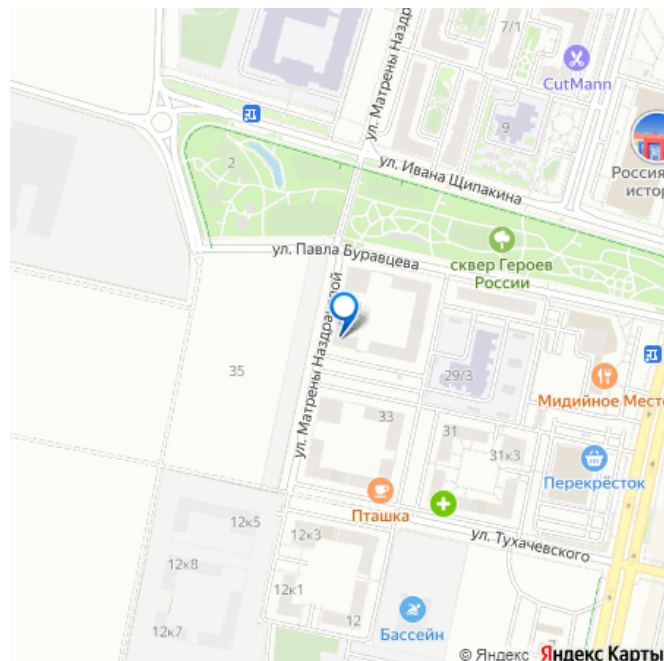 7/1
ул. Матрены Наздра
CutMann
9
ул. Ивана Щипакина
2
Россия
истор
ул. Павла Буравцева
сквер Героев
России
ул. Матрены Наздрачевой
35
29/3
Мидийное Место
33
31
31к3
Перекрёсток
Пташка
12к5
12к3
ул. Тухачевского
12к8
12к1
12
12к7
Бассейн
7
© Яндекс Яндекс Карты